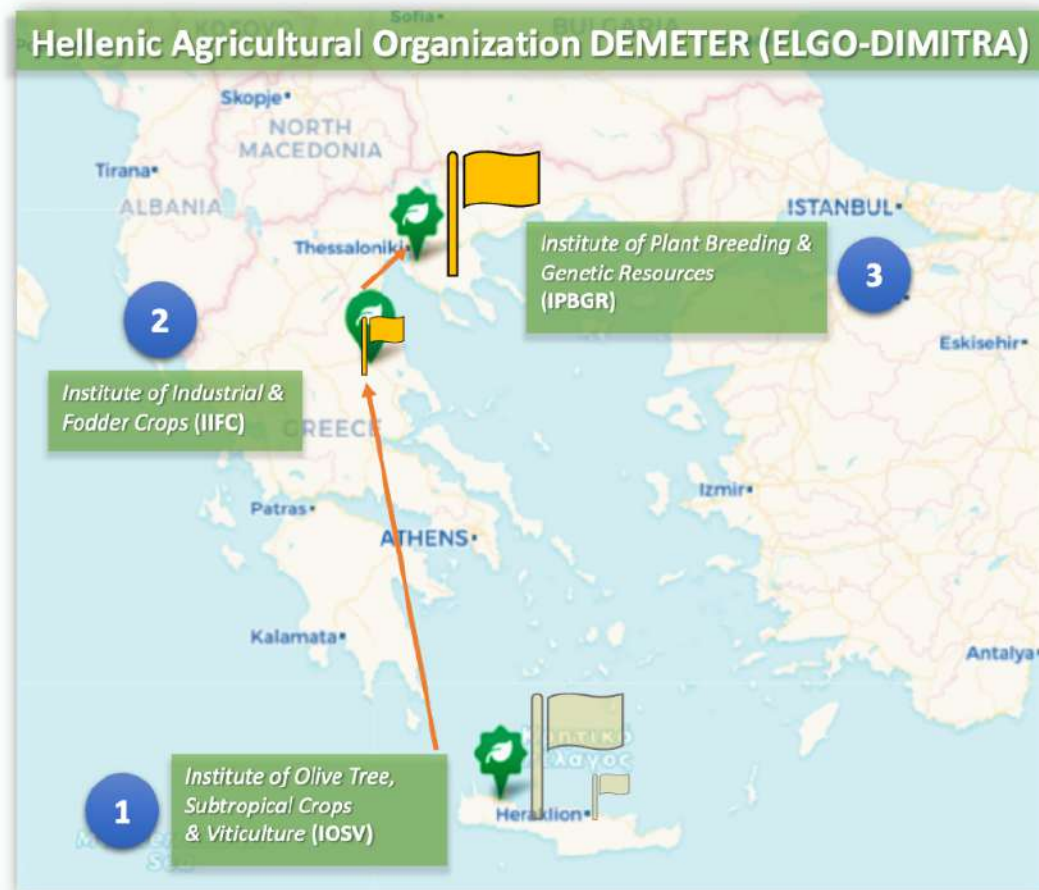 Hellenic Agricultural Organization DEMETER (ELGO-DIMITRA)
Sofia
Skopje
NORTH
MACEDONIA
Tirana
ALBANIA
ISTANBUL
Thessaloniki
Institute of Plant Breeding &
Genetic Resources
(IPBGR)
3
2
Eskisehir
Institute of Industrial &
Fodder Crops (IIFC)
GREECE
Izmir
Patras
ATHENS
Kalamata
Antalya
1
Institute of Olive Tree,
Subtropical Crops
& Viticulture (IOSV)
Heraklion
Sea